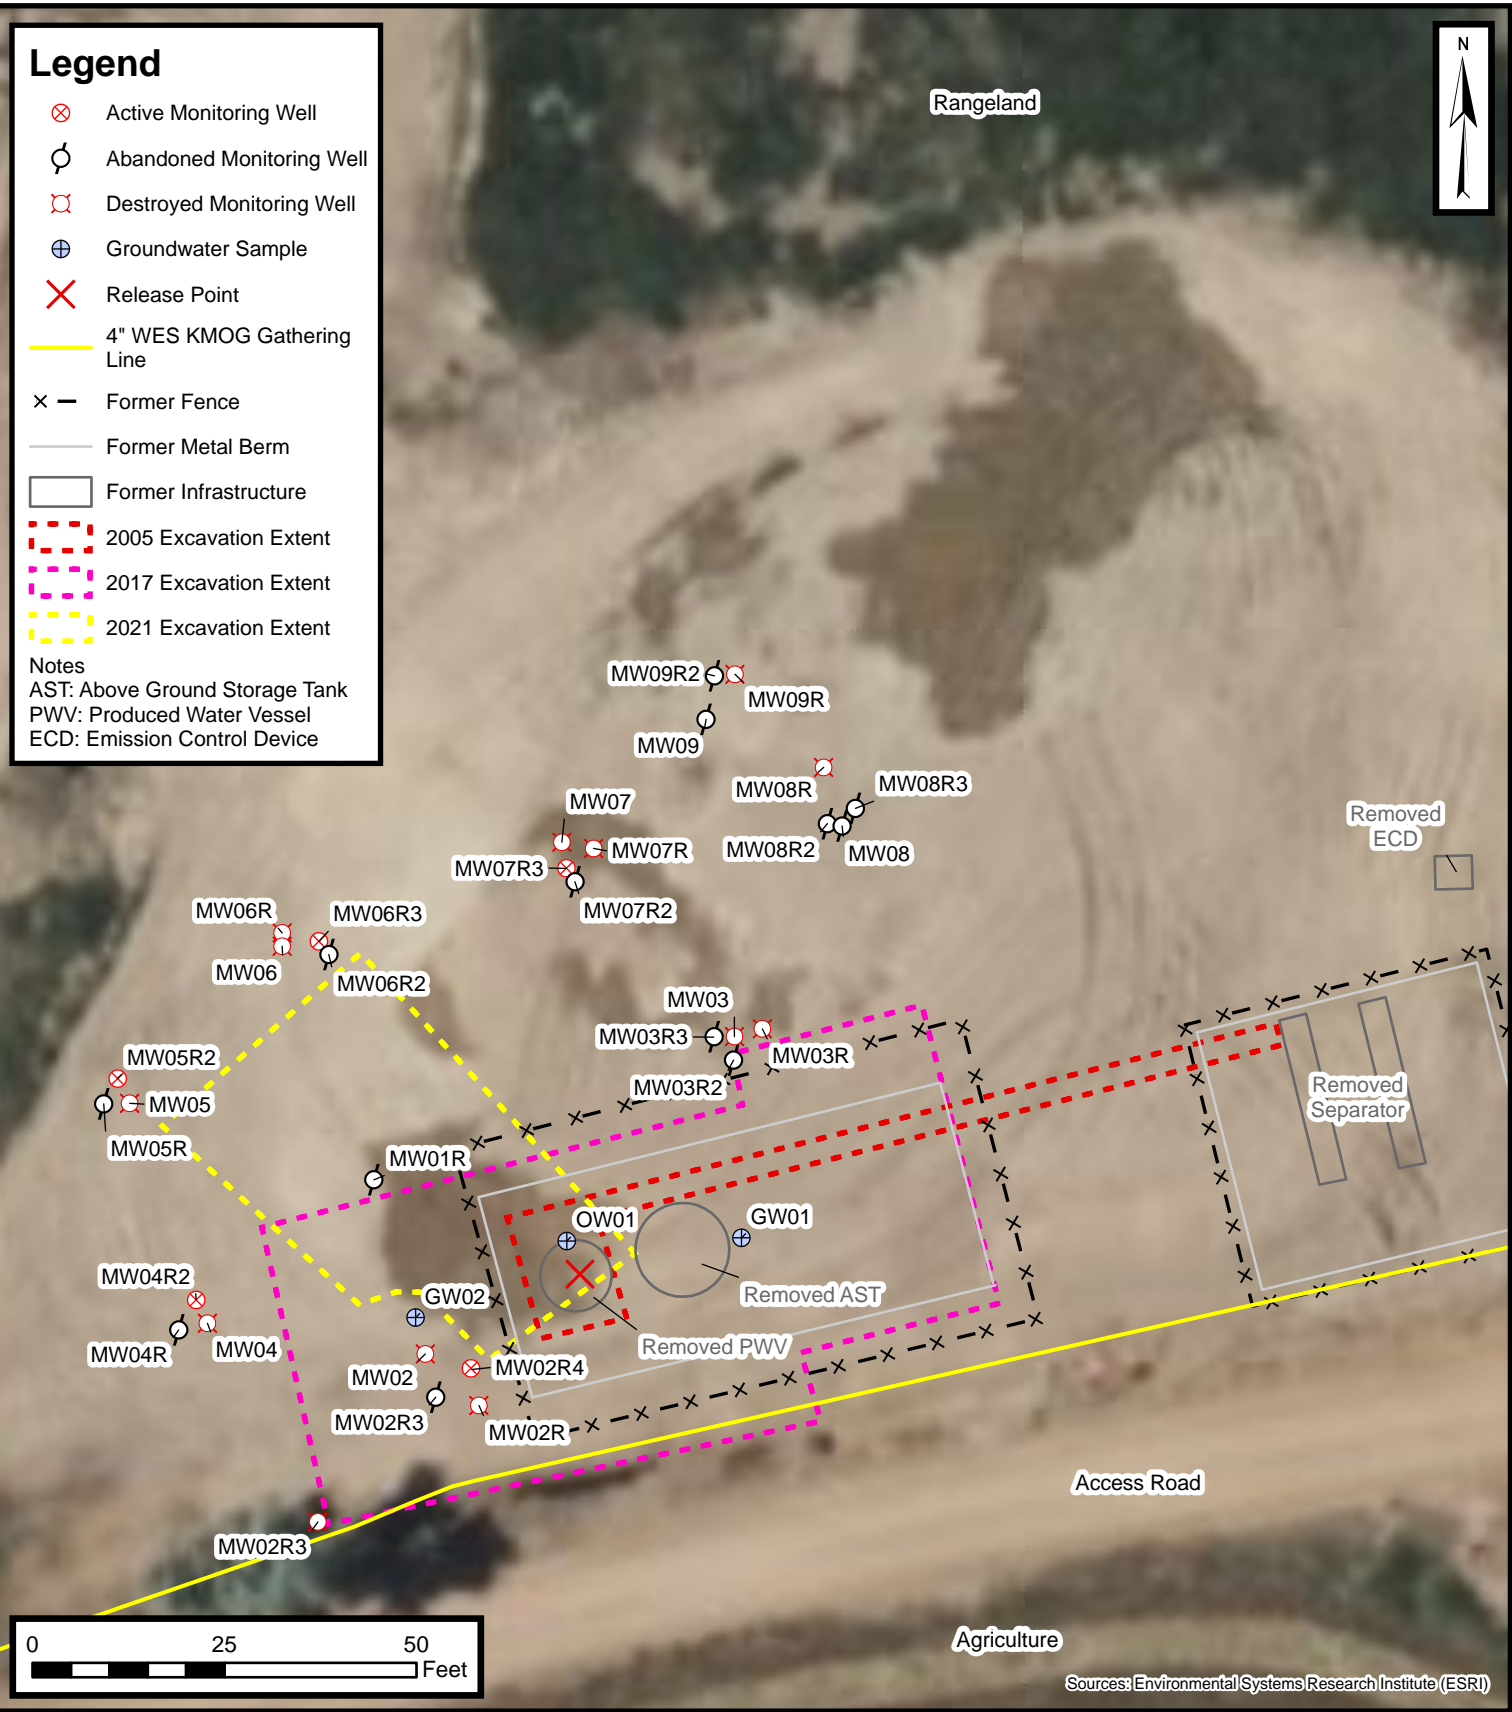 Legend
Active Monitoring Well
Abandoned Monitoring Well
Destroyed Monitoring Well
Groundwater Sample
Release Point
4" WES KMOG Gathering
Line
Former Fence
Former Metal Berm
Former Infrastructure
2005 Excavation Extent
2017 Excavation Extent
2021 Excavation Extent
Notes
AST: Above Ground Storage Tank
PWV: Produced Water Vessel
ECD: Emission Control Device
N
Rangeland
MW09R2
MW09R
MW09
MW08R
MW08R3
MW08R2
MW08
MW07
MW07R
MW07R3
MW07R2
Removed
ECD
MW06R
MW06R3
MW06
MW06R2
MW03
MW03R3
MW03R
MW03R2
MW05R2
MW05
MW05R
Removed
Separator
MW01R
OW01
GW01
MW04R2
GW02
Removed AST
MW04R
MW04
Removed PWV
MW02
MW02R4
MW02R3
MW02R
Access Road
MW02R3
0 25 50
Feet
Agriculture
Sources: Environmental Systems Research Institute (ESRI)